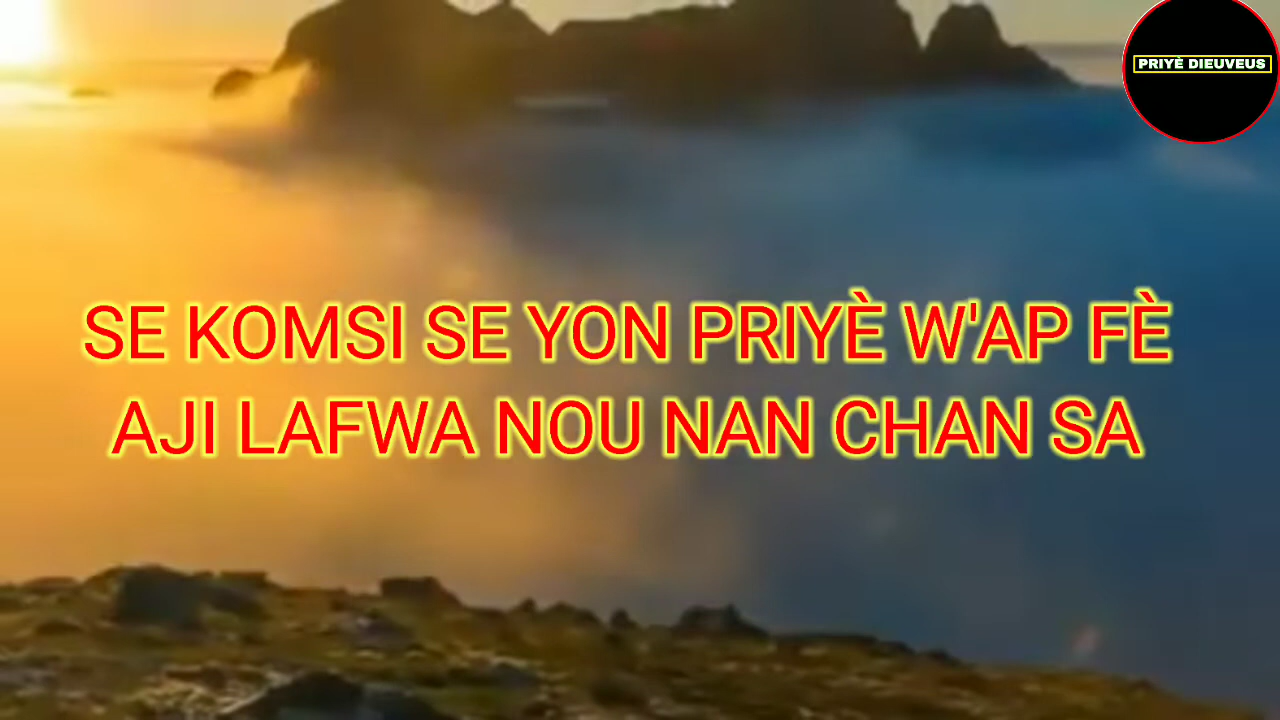 PRIYÈ DIEUVEUS
SE KOMSI SE YON PRIYÈ W'AP FÈ
AJI LAFWA NOU NAN CHAN SA